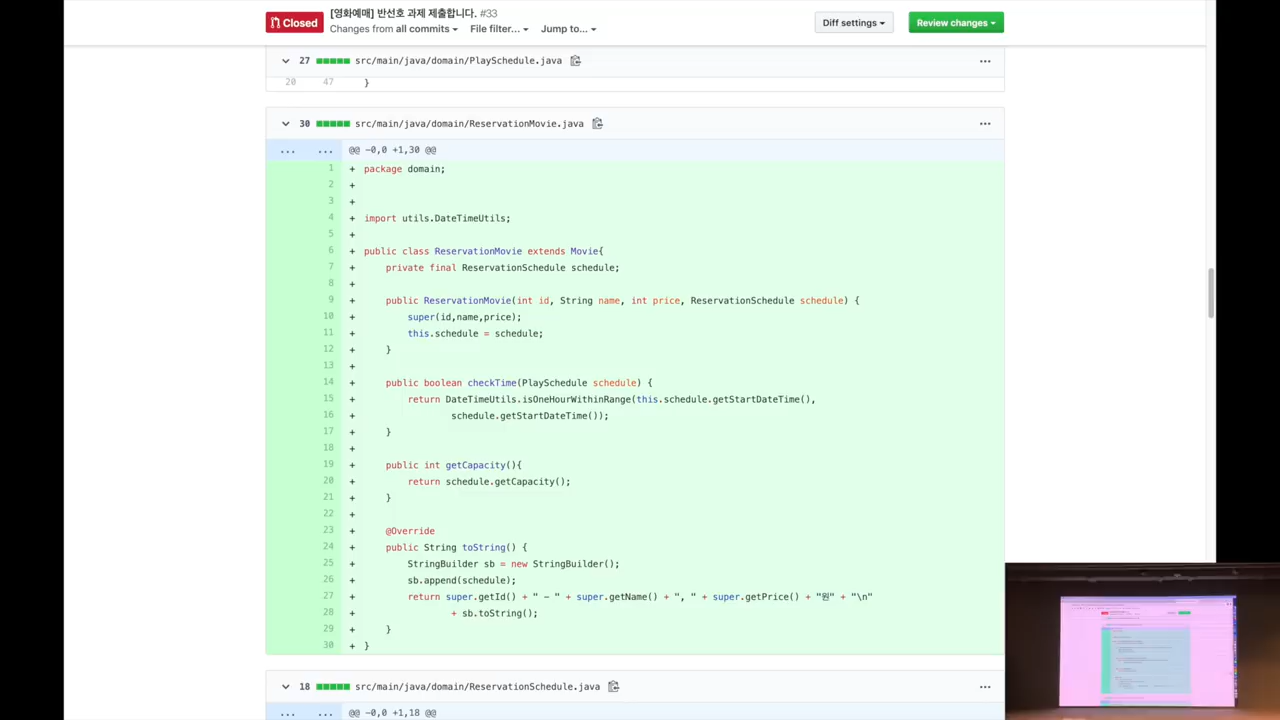 Closed
[영화예매] 반선호 과제 제출합니다. #33
Changes from all commits
File filter...
Jump to...
Diff settings
Review changes
27 src/main/java/domain/PlaySchedule.java
20 47 }
30 src/main/java/domain/ReservationMovie.java
... ... @@ -0,0 +1,30 @@
1 + package domain;
2 +
3 +
4 + import utils.DateTimeUtils;
5 +
6 + public class ReservationMovie extends Movie{
7 + private final ReservationSchedule schedule;
8 +
9 + public ReservationMovie(int id, String name, int price, ReservationSchedule schedule) {
10 + super(id,name,price);
11 + this.schedule = schedule;
12 + }
13 +
14 + public boolean checkTime(PlaySchedule schedule) {
15 + return DateTimeUtils.isOneHourWithinRange(this.schedule.getStartDateTime(),
16 + schedule.getStartDateTime());
17 + }
18 +
19 + public int getCapacity(){
20 + return schedule.getCapacity();
21 + }
22 +
23 + @Override
24 + public String toString() {
25 + StringBuilder sb = new StringBuilder();
26 + sb.append(schedule);
27 + return super.getId() + " - " + super.getName() + ", " + super.getPrice() + "원" + "\n"
28 + + sb.toString();
29 + }
30 + }
18 src/main/java/domain/ReservationSchedule.java
... ... @@ -0,0 +1,18 @@